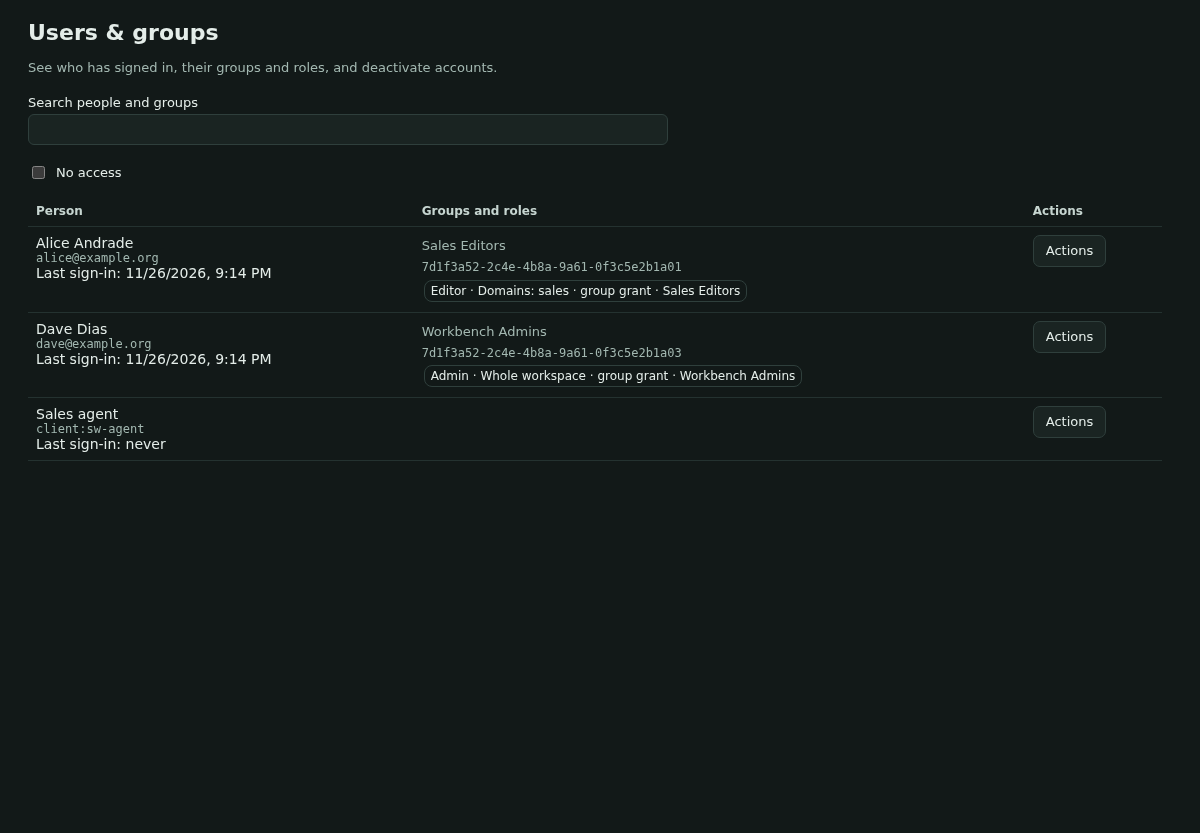 Users & groups
See who has signed in, their groups and roles, and deactivate accounts.
Search people and groups
No access
Person Groups and roles Actions
Alice Andrade
alice@example.org
Last sign-in: 11/26/2026, 9:14 PM
Sales Editors
7d1f3a52-2c4e-4b8a-9a61-0f3c5e2b1a01
Editor · Domains: sales · group grant · Sales Editors
Actions
Dave Dias
dave@example.org
Last sign-in: 11/26/2026, 9:14 PM
Workbench Admins
7d1f3a52-2c4e-4b8a-9a61-0f3c5e2b1a03
Admin · Whole workspace · group grant · Workbench Admins
Actions
Sales agent
client:sw-agent
Last sign-in: never
Actions